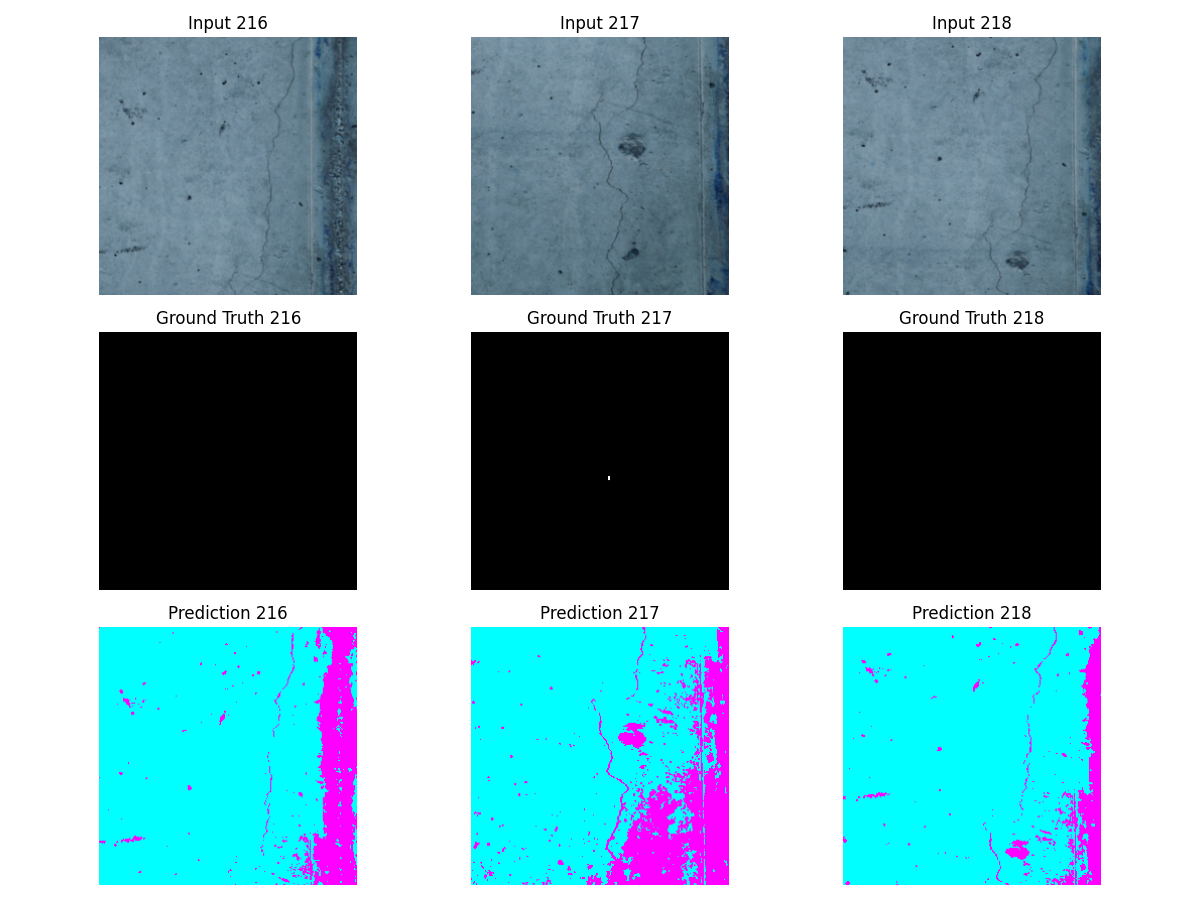 Input 216
Input 217
Input 218
Ground Truth 216
Ground Truth 217
Ground Truth 218
Prediction 216
Prediction 217
Prediction 218